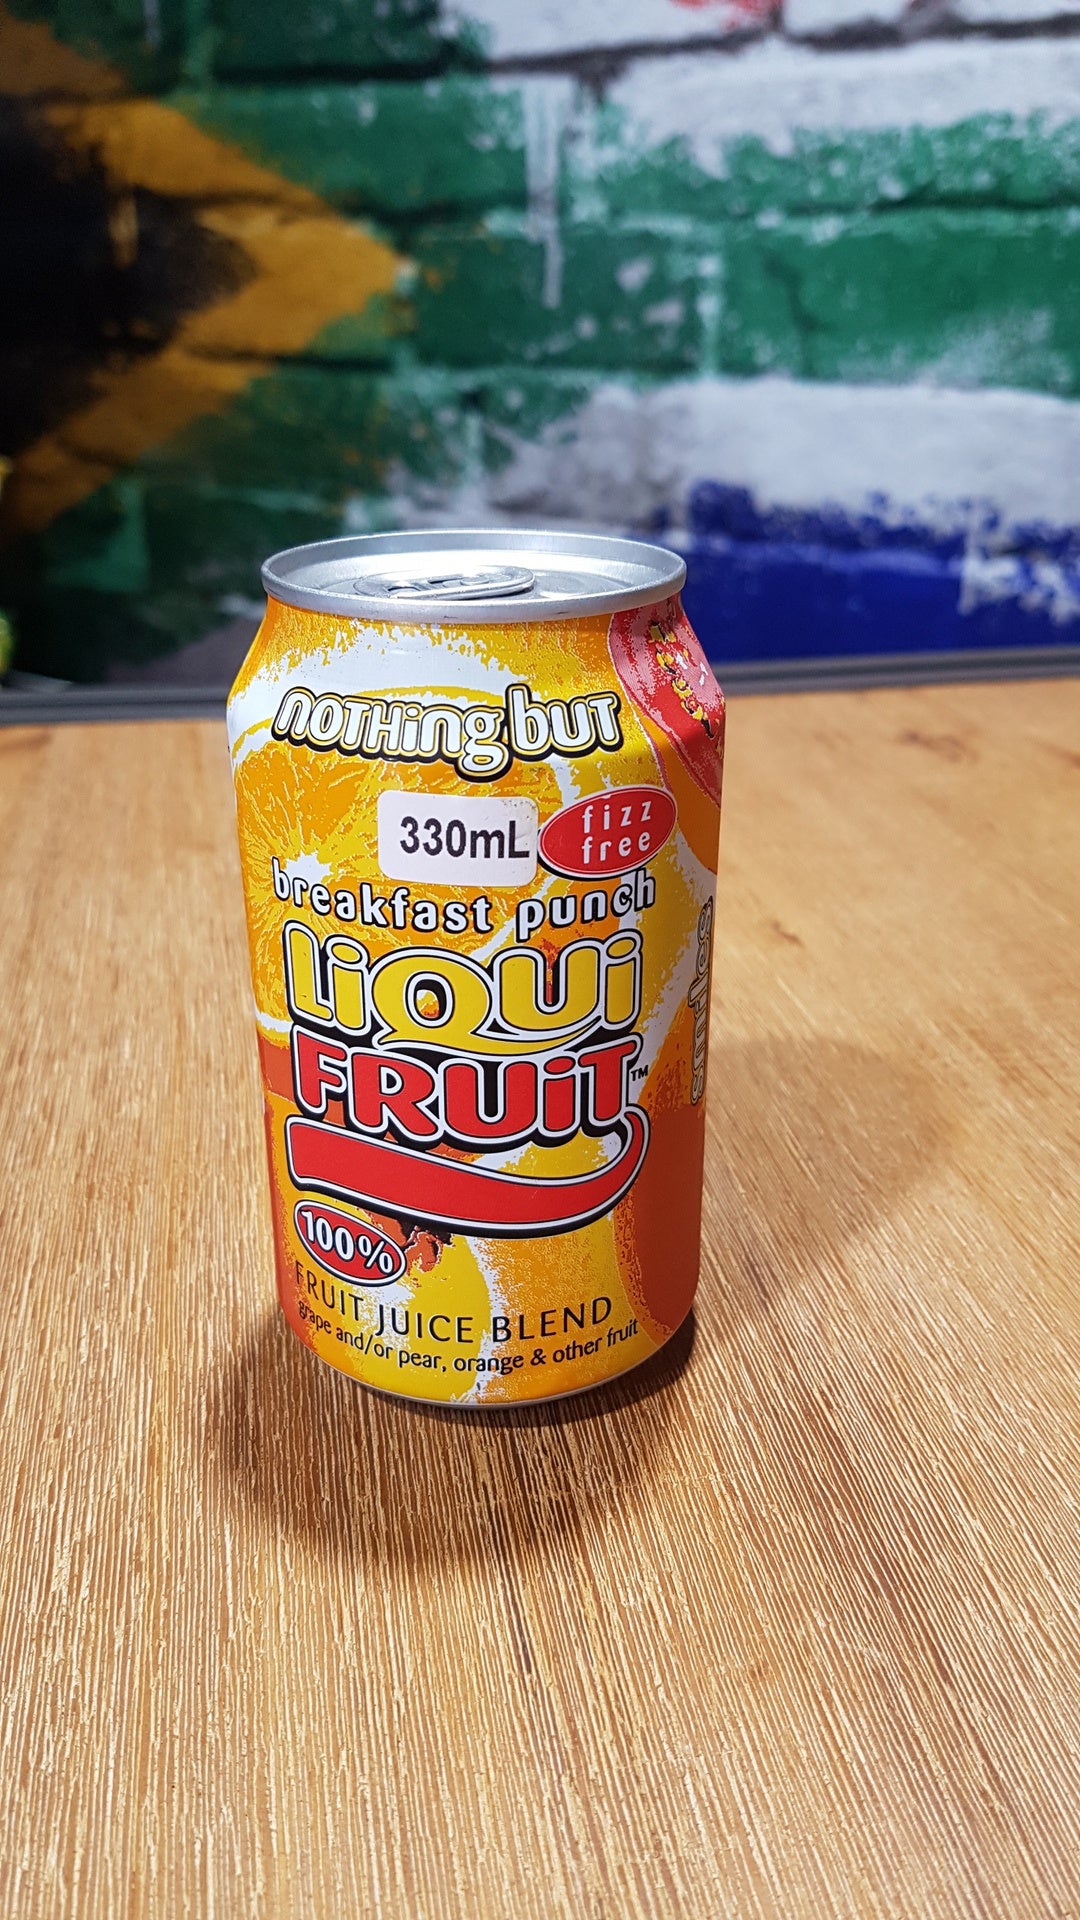 nothing but
330mL
fizz
free
breakfast punch
LiQUi
FRUiT™
100%
FRUIT JUICE BLEND
grape and/or pear, orange & other fruit